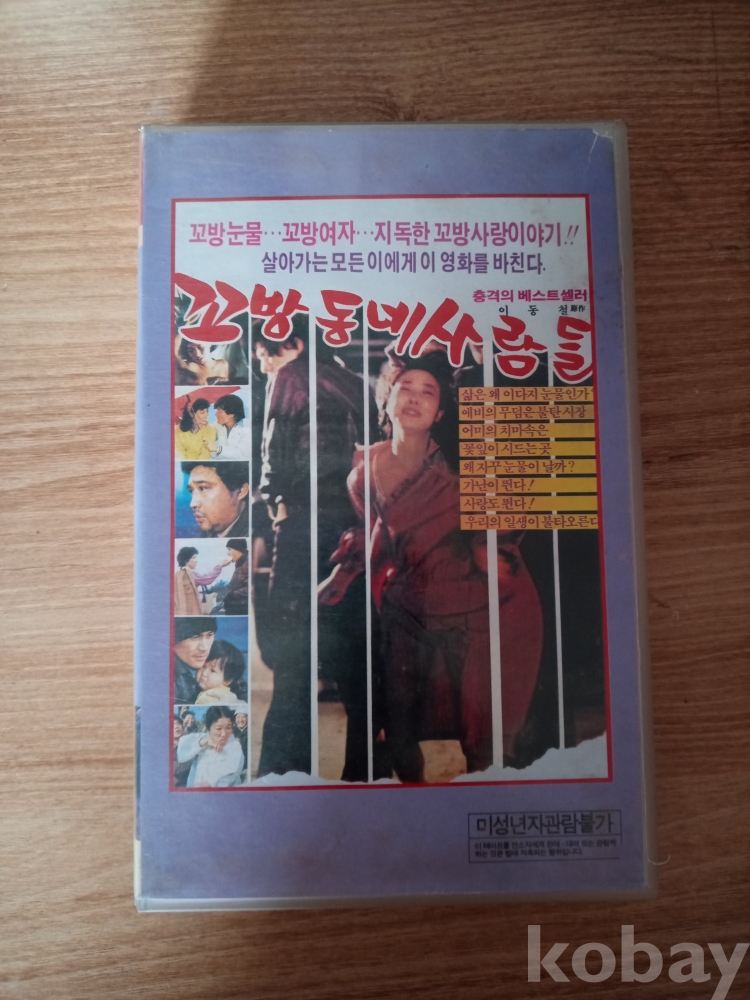 꼬방눈물…꼬방여자…지독한 꼬방사랑이야기!!
살아가는 모든 이에게 이 영화를 바친다.
충격의 베스트셀러
이동철 原作
꼬방동네사람들
삶은 왜 이다지 눈물인가
애비의 무덤은 불탄시장
어미의 치마속은
꽃잎이 시드는 곳
왜 자꾸 눈물이 날까?
가난이 뛴다!
사랑도 뛴다!
우리의 일생이 불타오른다
미성년자관람불가
kobay